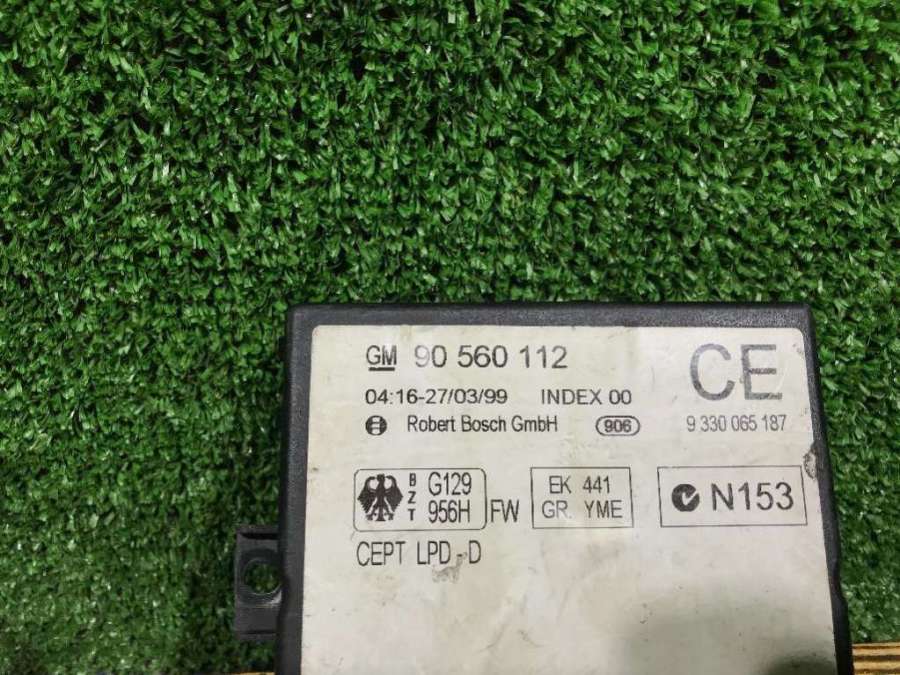 GM 90 560 112
CE
04:16-27/03/99 INDEX 00
Robert Bosch GmbH 906 9 330 065 187
BZT G129 956H FW
EK 441
GR. YME
N153
CEPT LPD-D